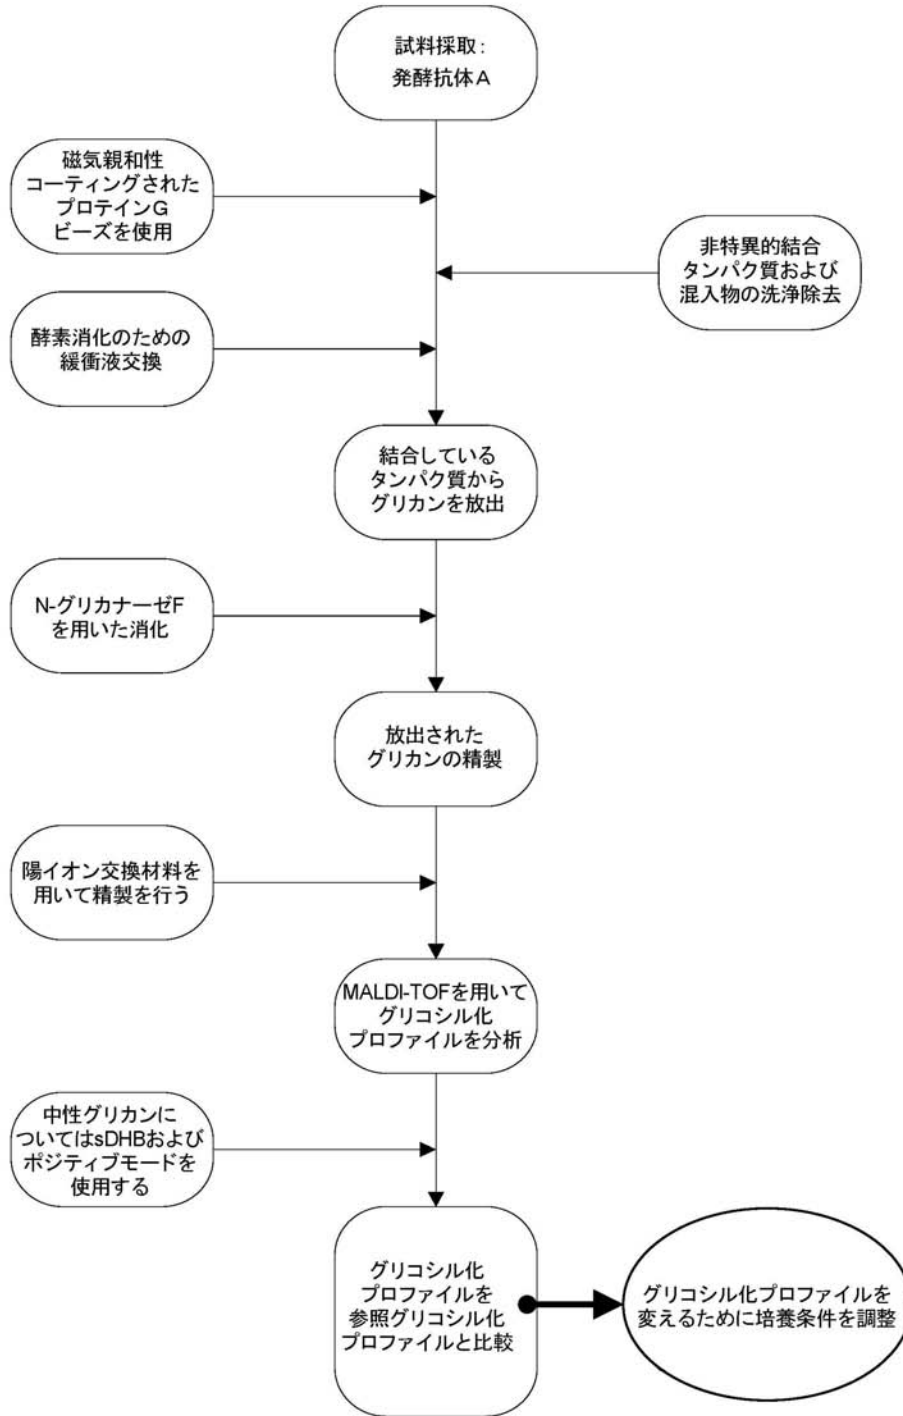 試料採取：
発酵抗体A
磁気親和性
コーティングされた
プロテインG
ビーズを使用
非特異的結合
タンパク質および
混入物の洗浄除去
酵素消化のための
緩衝液交換
結合している
タンパク質から
グリカンを放出
N-グリカナーゼF
を用いた消化
放出された
グリカンの精製
陽イオン交換材料を
用いて精製を行う
MALDI-TOFを用いて
グリコシル化
プロファイルを分析
中性グリカンに
ついてはsDHBおよび
ポジティブモードを
使用する
グリコシル化
プロファイルを
参照グリコシル化
プロファイルと比較
グリコシル化プロファイルを
変えるために培養条件を調整